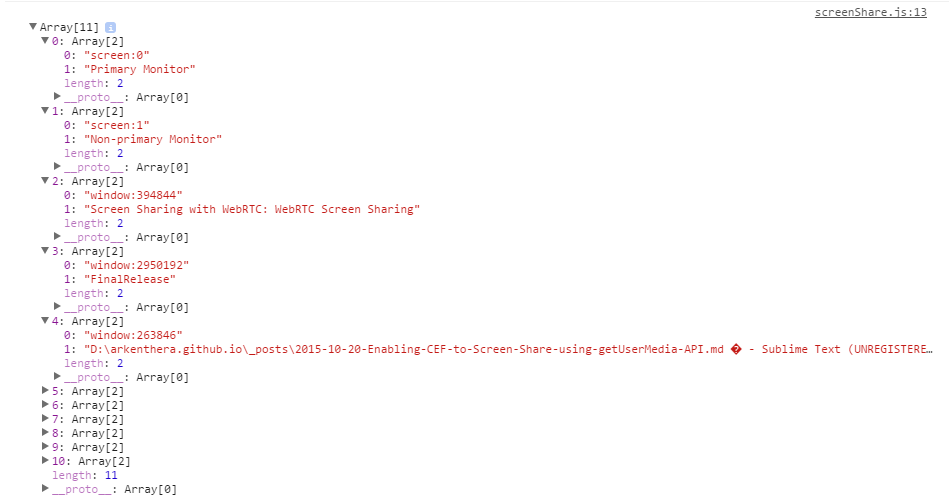 screenShare.js:13
▼Array[11] i
▼0: Array[2]
0: "screen:0"
1: "Primary Monitor"
length: 2
▶__proto__: Array[0]
▼1: Array[2]
0: "screen:1"
1: "Non-primary Monitor"
length: 2
▶__proto__: Array[0]
▼2: Array[2]
0: "window:394844"
1: "Screen Sharing with WebRTC: WebRTC Screen Sharing"
length: 2
▶__proto__: Array[0]
▼3: Array[2]
0: "window:2950192"
1: "FinalRelease"
length: 2
▶__proto__: Array[0]
▼4: Array[2]
0: "window:263846"
1: "D:\arkenthera.github.io\_posts\2015-10-20-Enabling-CEF-to-Screen-Share-using-getUserMedia-API.md � - Sublime Text (UNREGISTERE…
length: 2
▶__proto__: Array[0]
▶5: Array[2]
▶6: Array[2]
▶7: Array[2]
▶8: Array[2]
▶9: Array[2]
▶10: Array[2]
length: 11
▶__proto__: Array[0]